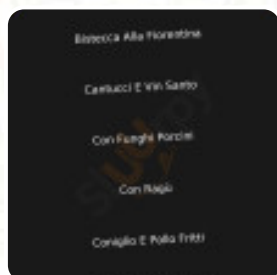 Bistecca Alla Fiorentina
Cantucci E Vin Santo
Con Funghi Porcini
Con Ragù
Coniglio E Pollo Fritti